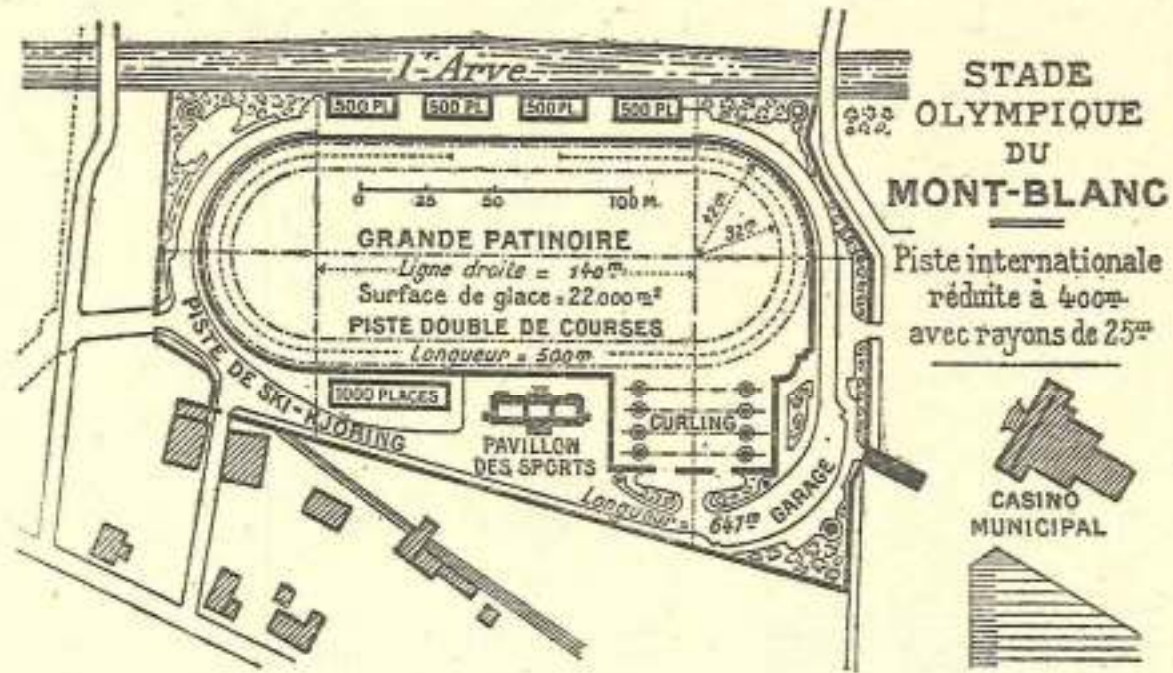 l'Arve
500 PL.
500 PL
500 PL.
500 PL
STADE
OLYMPIQUE
DU
MONT-BLANC
Piste internationale
réduite à 400m
avec rayons de 25m
0 25 50 100 M.
42m
32m
GRANDE PATINOIRE
Ligne droite = 140m
Surface de glace = 22.000 m²
PISTE DOUBLE DE COURSES
Longueur = 500m
1000 PLACES
PISTE DE SKI-KJÖRING
PAVILLON
DES SPORTS
CURLING
Longueur = 647m
GARAGE
CASINO
MUNICIPAL